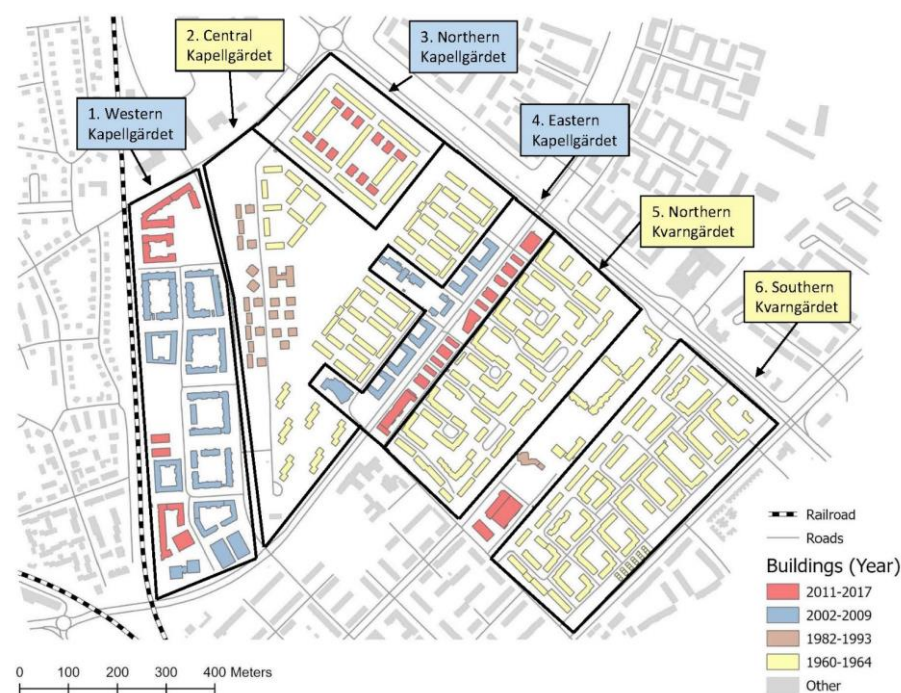 2. Central
Kapellgärdet
3. Northern
Kapellgärdet
1. Western
Kapellgärdet
4. Eastern
Kapellgärdet
5. Northern
Kvarngärdet
6. Southern
Kvarngärdet
Railroad
Roads
Buildings (Year)
2011-2017
2002-2009
1982-1993
1960-1964
Other
0 100 200 300 400 Meters